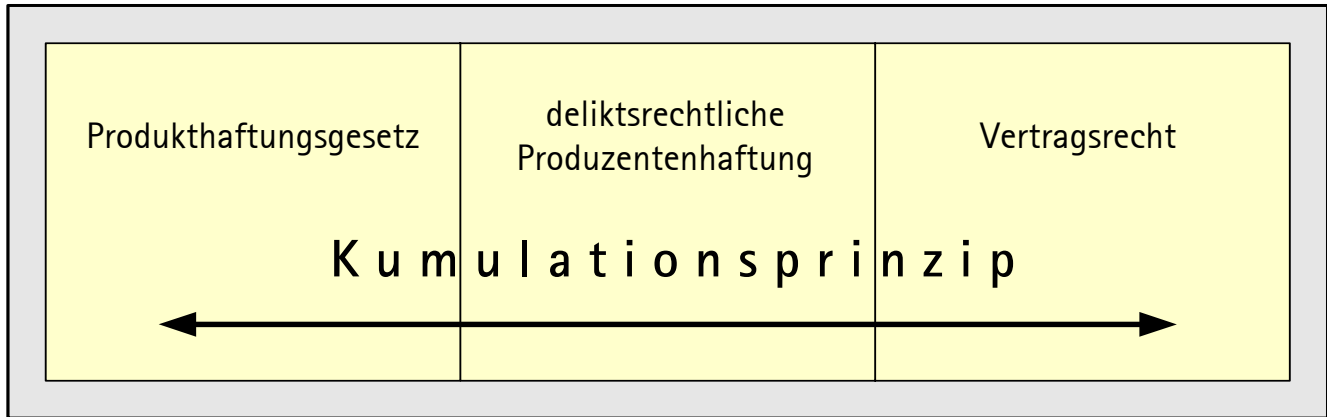 Produkthaftungsgesetz
deliktsrechtliche
Produzentenhaftung
Vertragsrecht
Kumulationsprinzip